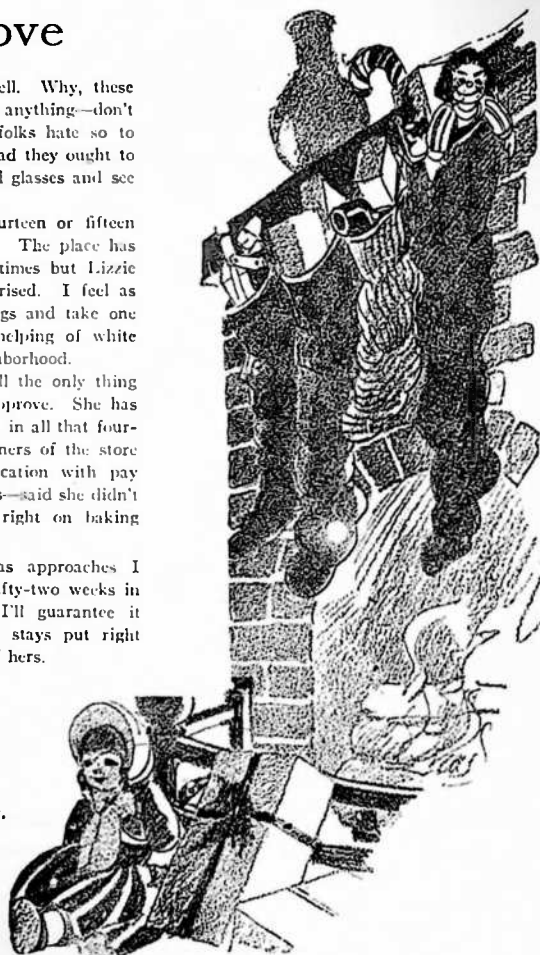 ove
ell. Why, these
anything—don't
folks hate so to
ad they ought to
l glasses and see
urteen or fifteen
The place has
times but Lizzie
rised. I feel as
gs and take one
helping of white
aborhood.
ll the only thing
pprove. She has
in all that four-
ners of the store
cation with pay
s—said she didn't
right on baking
as approaches I
fty-two weeks in
I'll guarantee it
stays put right
hers.